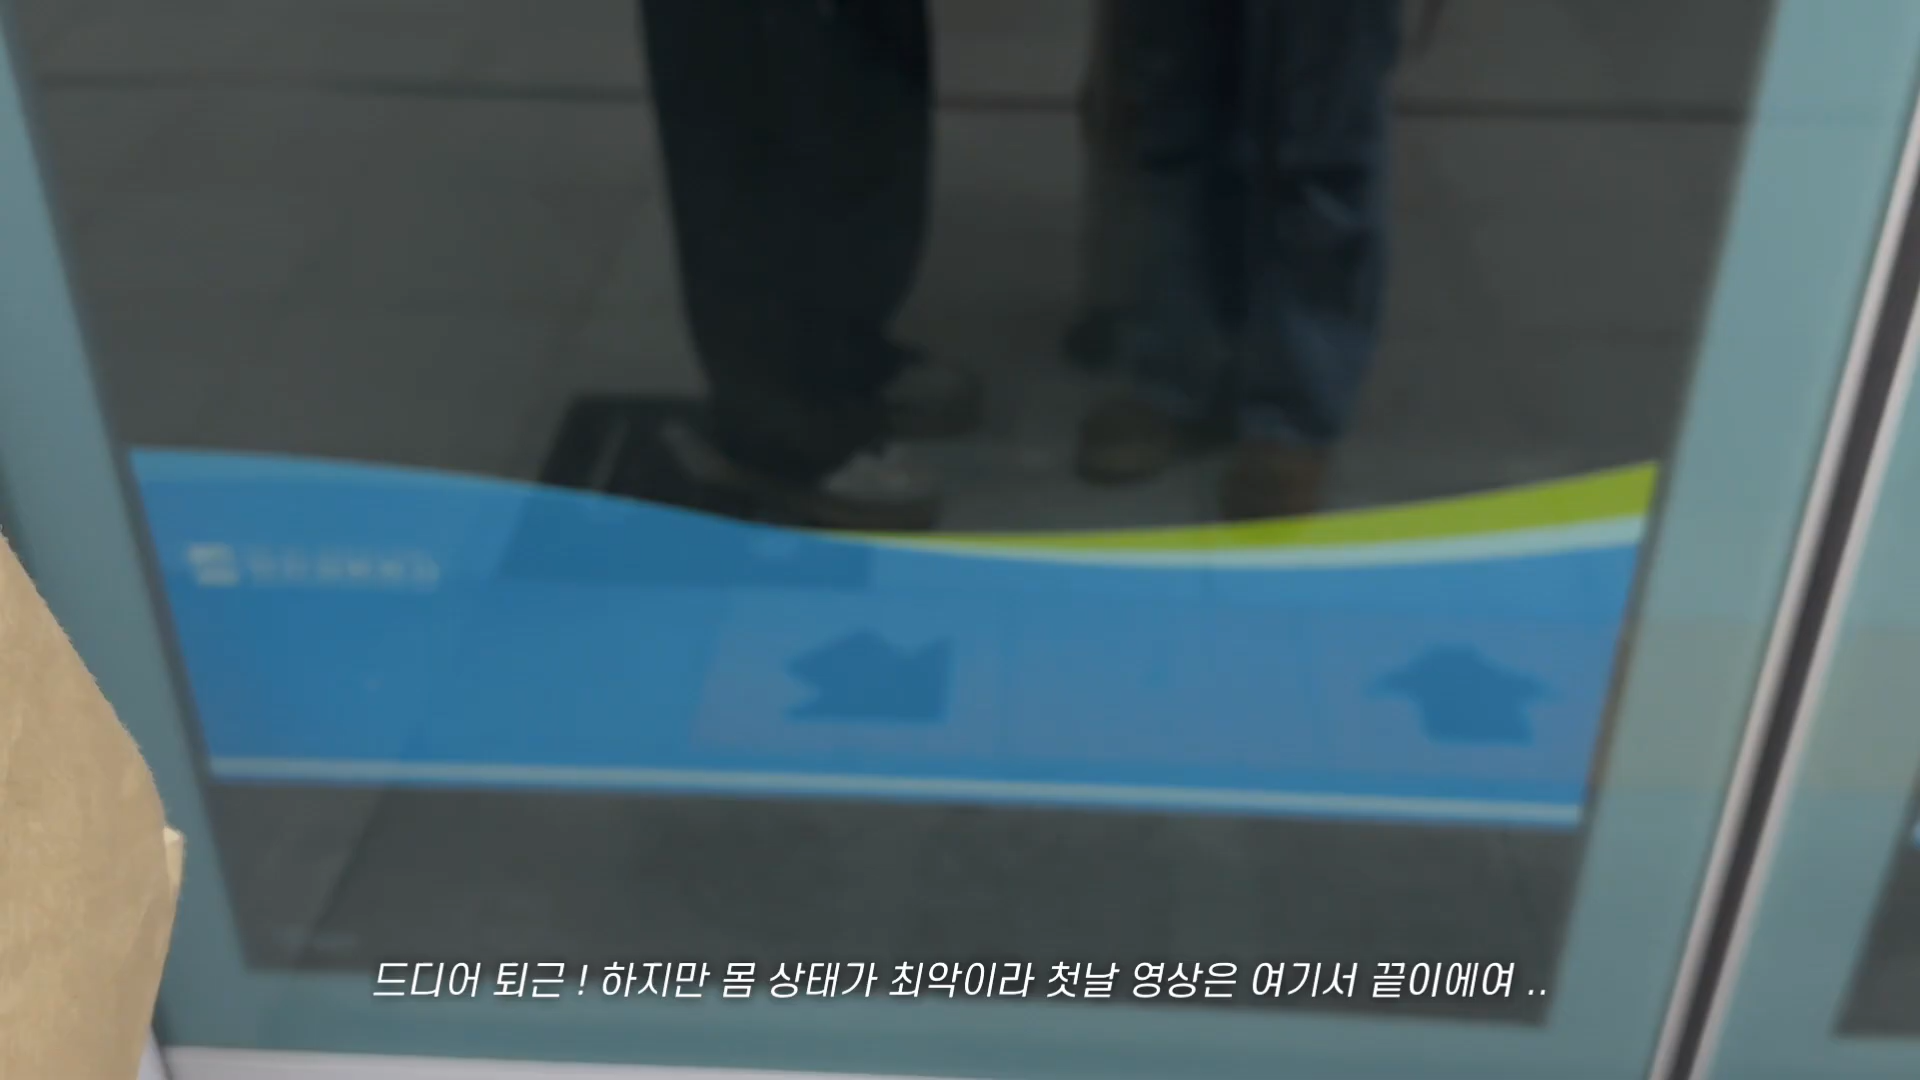 드디어 퇴근 ! 하지만 몸 상태가 최악이라 첫날 영상은 여기서 끝이에여 ..